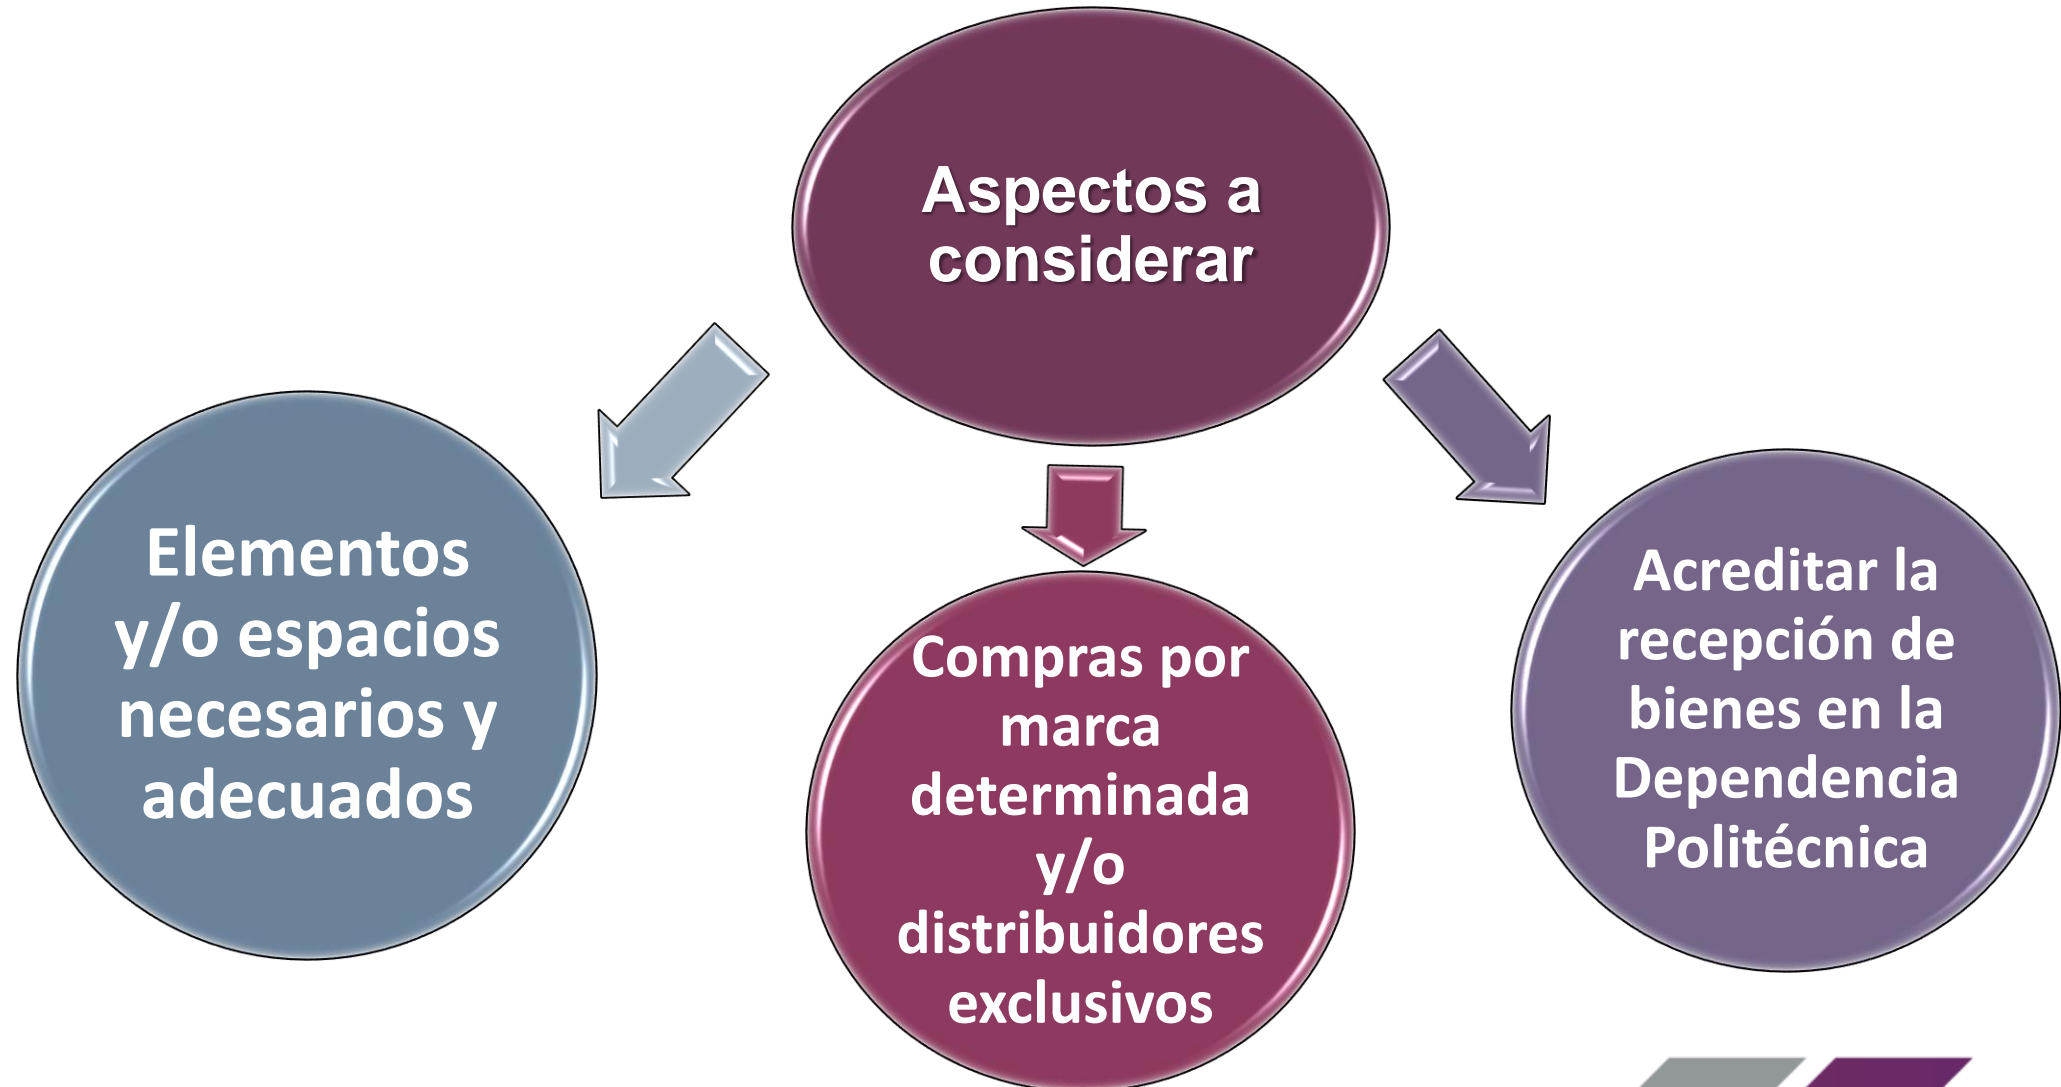 Aspectos a
considerar
Elementos
y/o espacios
necesarios y
adecuados
Compras por
marca
determinada
y/o
distribuidores
exclusivos
Acreditar la
recepción de
bienes en la
Dependencia
Politécnica